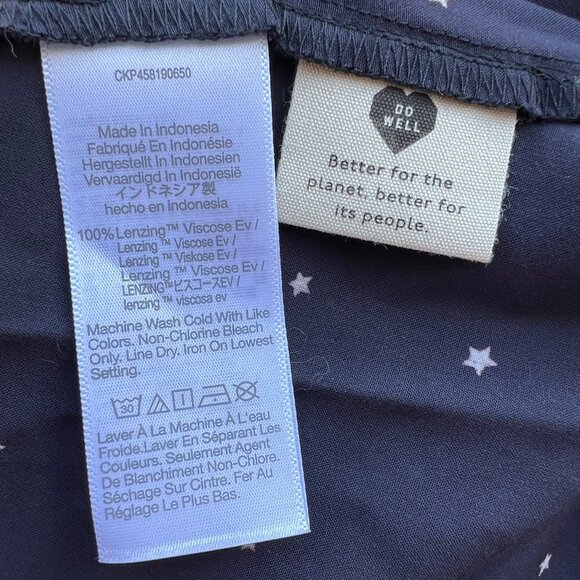 CKP458190650
Made In Indonesia
Fabriqué En Indonésie
Hergestellt In Indonesien
Vervaardigd In Indonesië
インドネシア製
hecho en Indonesia
100%Lenzing™ Viscose Ev /
Lenzing ™ Viscose Ev /
Lenzing ™ Viskose Ev /
Lenzing ™ Viscose Ev /
LENZING™ビスコースEV /
lenzing ™ viscosa ev
Machine Wash Cold With Like
Colors. Non-Chlorine Bleach
Only. Line Dry. Iron On Lowest
Setting.
30
Laver À La Machine À L'eau
Froide.Laver En Séparant Les
Couleurs. Seulement Agent
De Blanchiment Non-Chlore.
Séchage Sur Cintre. Fer Au
Réglage Le Plus Bas.
DO
WELL
Better for the
planet, better for
its people.